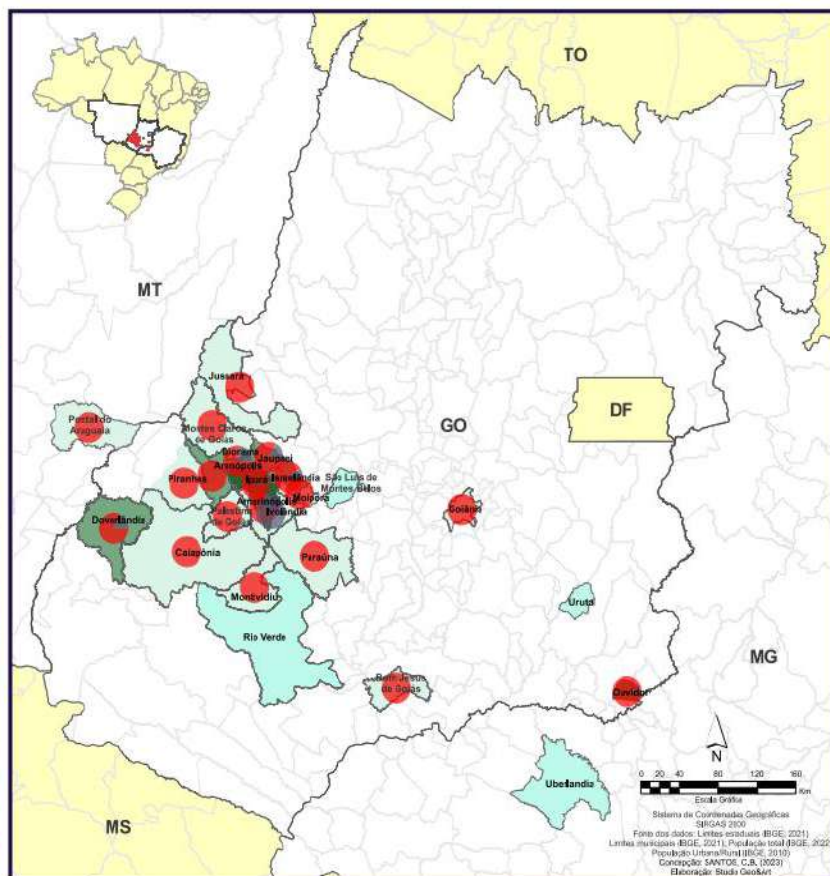 TO
MT
Jussara
Pontal do
Araguaia
Montes Claros
de Goiás
GO
DF
Diorama
Jaupaci
Arenópolis
Piranhas
Iporá
Israelândia
São Luís de
Montes Belos
Moiporá
Amorinópolis
Palestina
de Goiás
Ivolândia
Goiânia
Doverlândia
Caiapônia
Paraúna
Montividiu
Urutaí
Rio Verde
MG
Bom Jesus
de Goiás
Ouvidor
N
Uberlandia
0 10 20 40 80 120 160
Km
Escala Gráfica
MS
Sistema de Coordenadas Geográficas
SIRGAS 2000
Fonte dos dados: Limites estaduais (IBGE, 2021)
Limites municipais (IBGE, 2021); População total (IBGE, 2022)
População Urbana/Rural (IBGE, 2010)
Concepção: SANTOS, C.B. (2023)
Elaboração: Studio Geo&Art